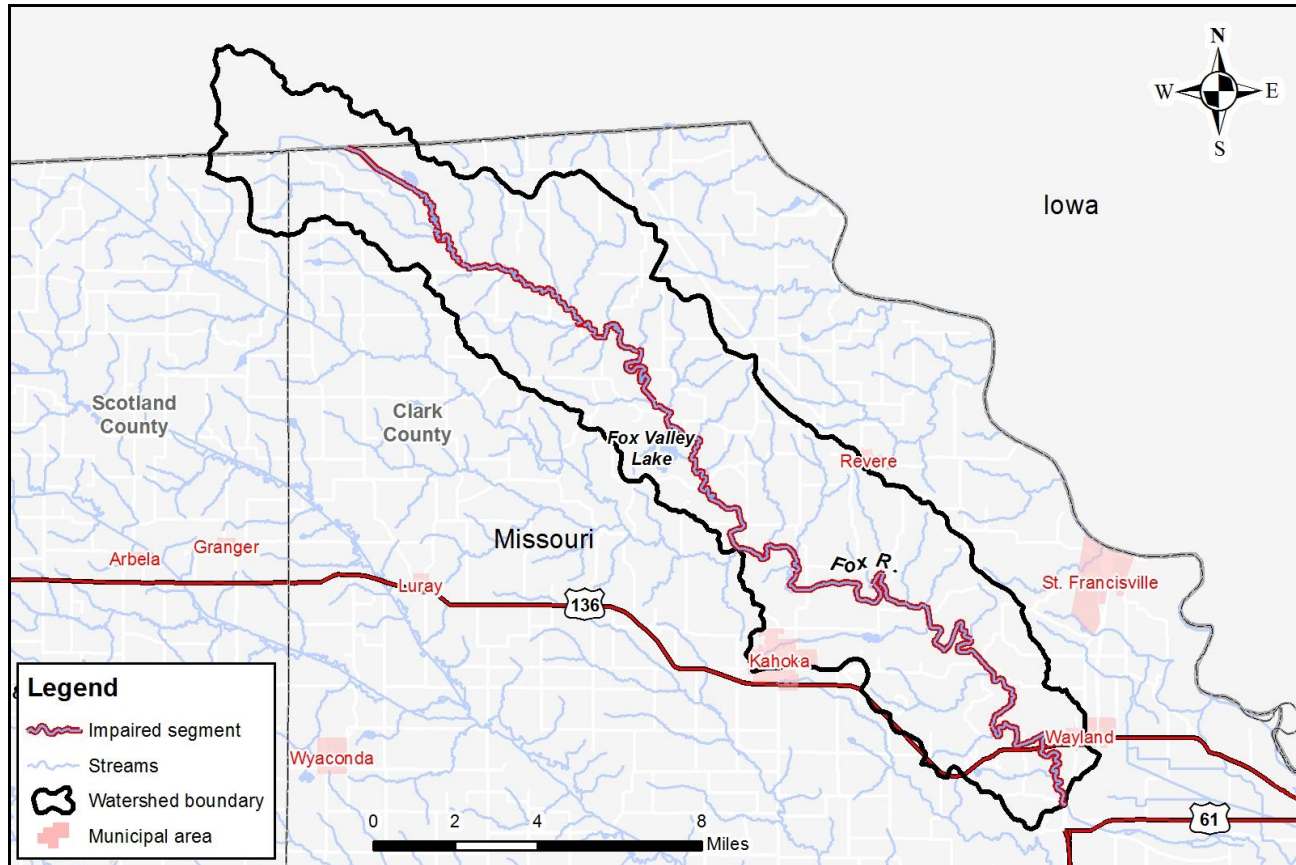 N
W
E
S
Iowa
Scotland
County
Clark
County
Fox Valley
Lake
Revere
Missouri
Fox R.
Arbela
Granger
Luray
St. Francisville
136
Kahoka
Wayland
Wyaconda
61
Legend
Impaired segment
Streams
Watershed boundary
Municipal area
0 2 4 8
Miles